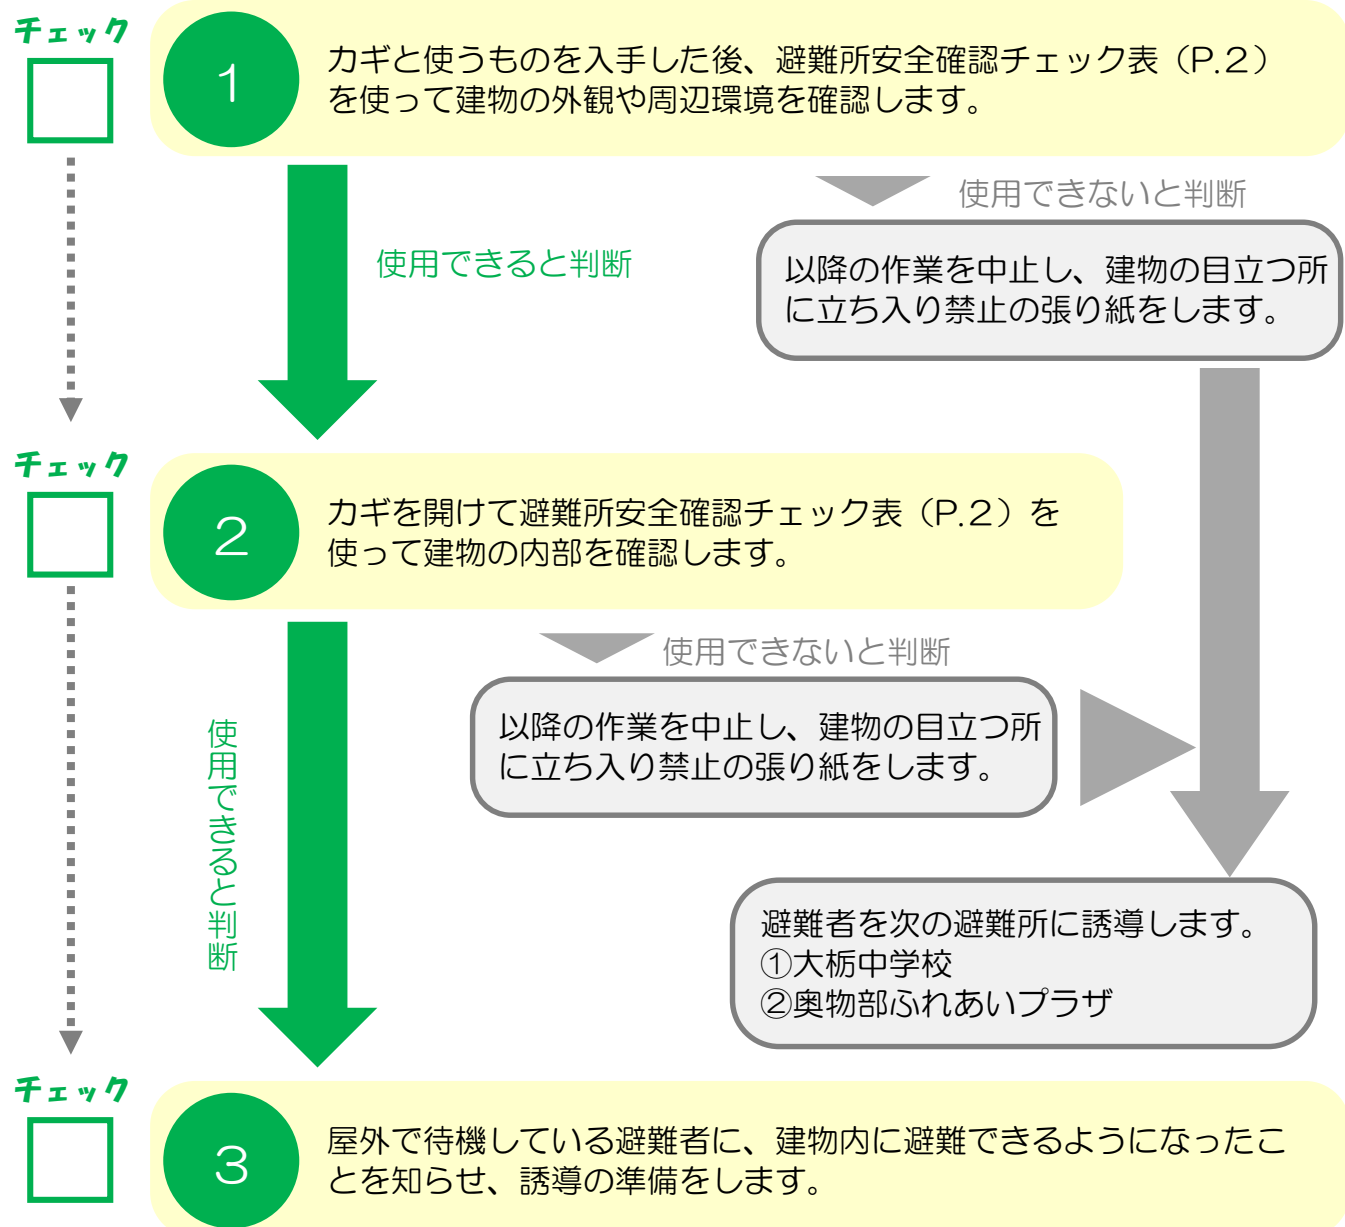 チェック
1
カギと使うものを入手した後、避難所安全確認チェック表（P.2）
を使って建物の外観や周辺環境を確認します。
使用できないと判断
使用できると判断
以降の作業を中止し、建物の目立つ所
に立ち入り禁止の張り紙をします。
チェック
2
カギを開けて避難所安全確認チェック表（P.2）を
使って建物の内部を確認します。
使用できないと判断
以降の作業を中止し、建物の目立つ所
に立ち入り禁止の張り紙をします。
使用できると判断
避難者を次の避難所に誘導します。
①大栃中学校
②奥物部ふれあいプラザ
チェック
3
屋外で待機している避難者に、建物内に避難できるようになったこ
とを知らせ、誘導の準備をします。